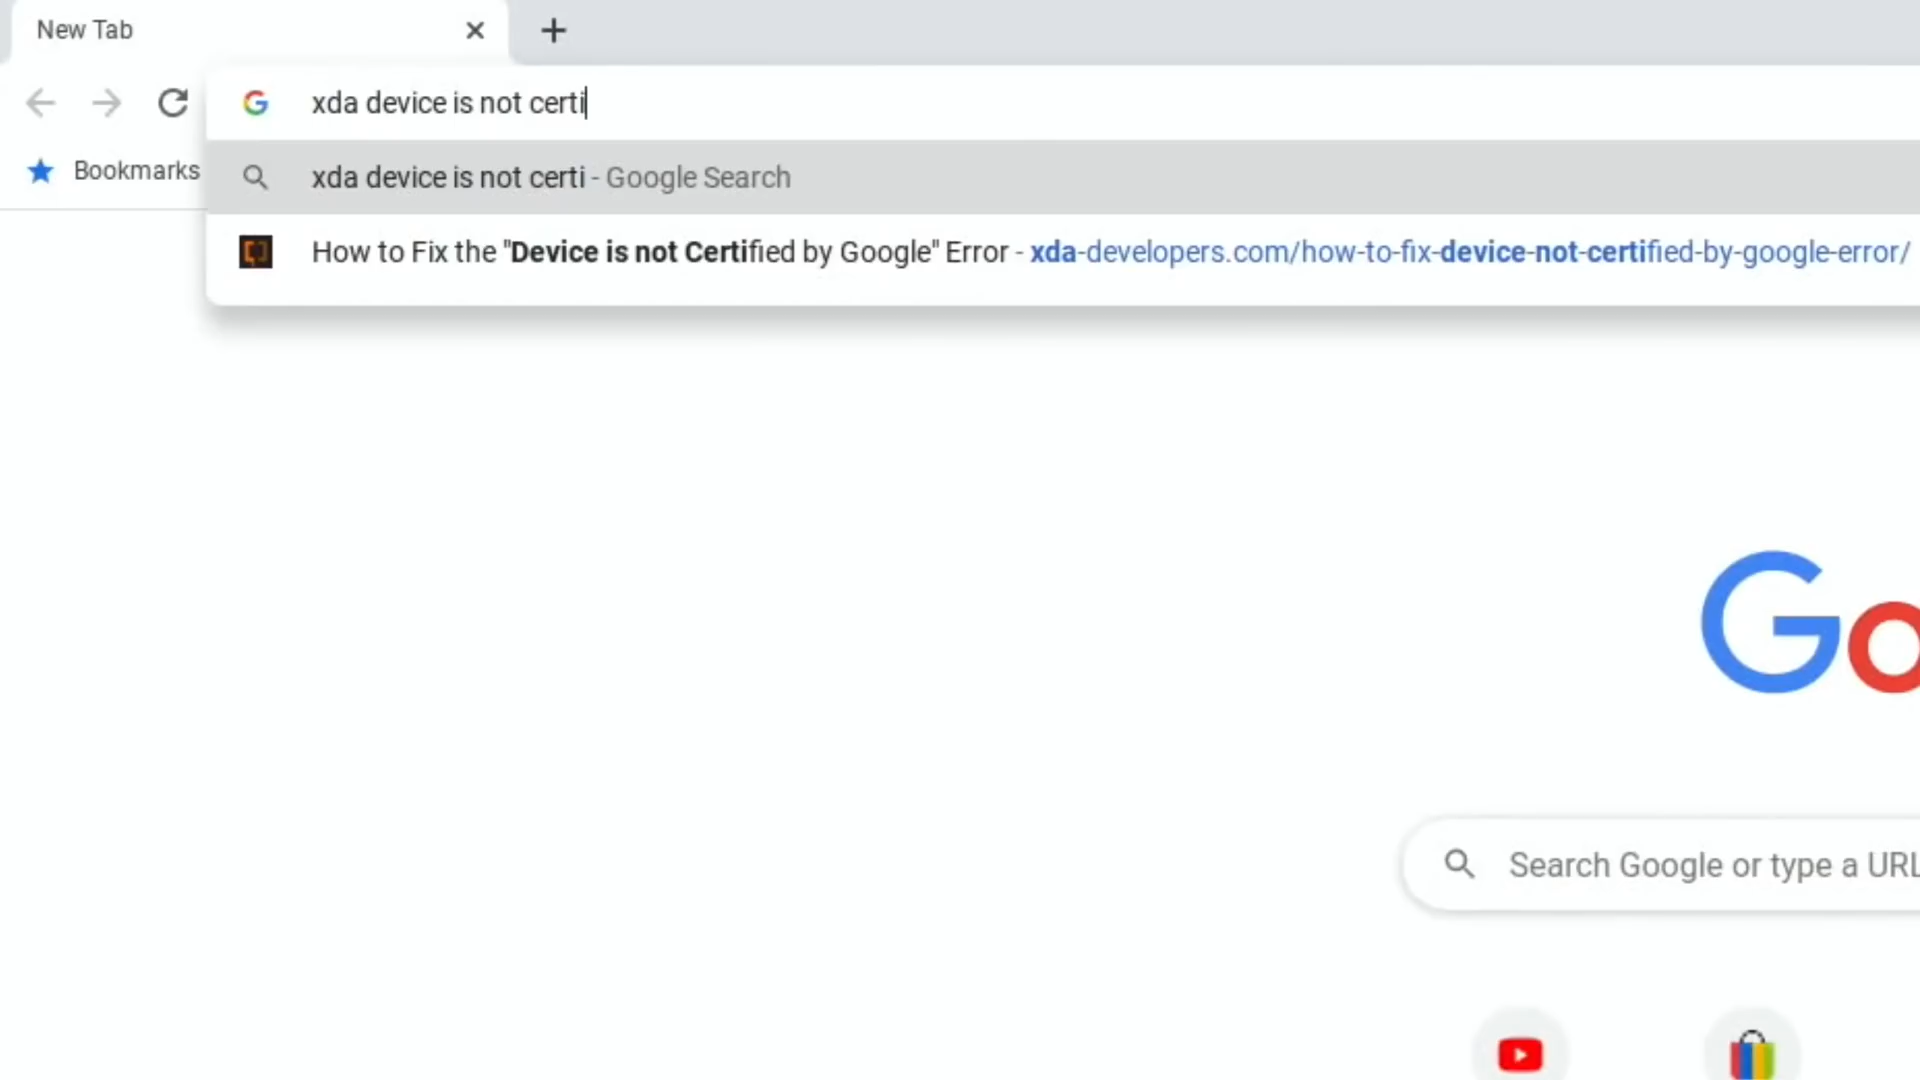 New Tab
xda device is not certi
Bookmarks
xda device is not certi - Google Search
How to Fix the "Device is not Certified by Google" Error - xda-developers.com/how-to-fix-device-not-certified-by-google-error/
Go
Search Google or type a URL